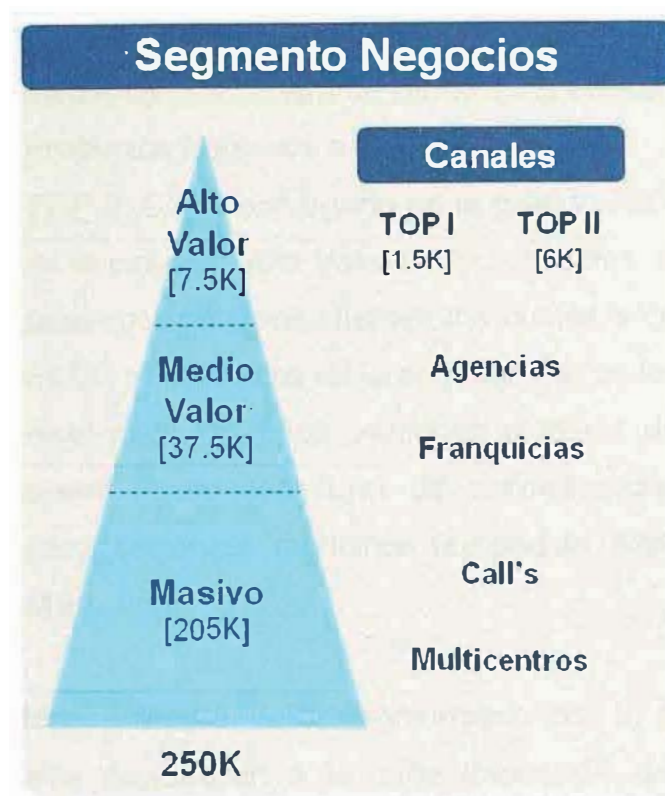 Segmento Negocios
Canales
Alto
Valor
[7.5K]
TOP I TOP II
[1.5K] [6K]
Medio
Valor
[37.5K]
Agencias
Franquicias
Masivo
[205K]
Call's
Multicentros
250K